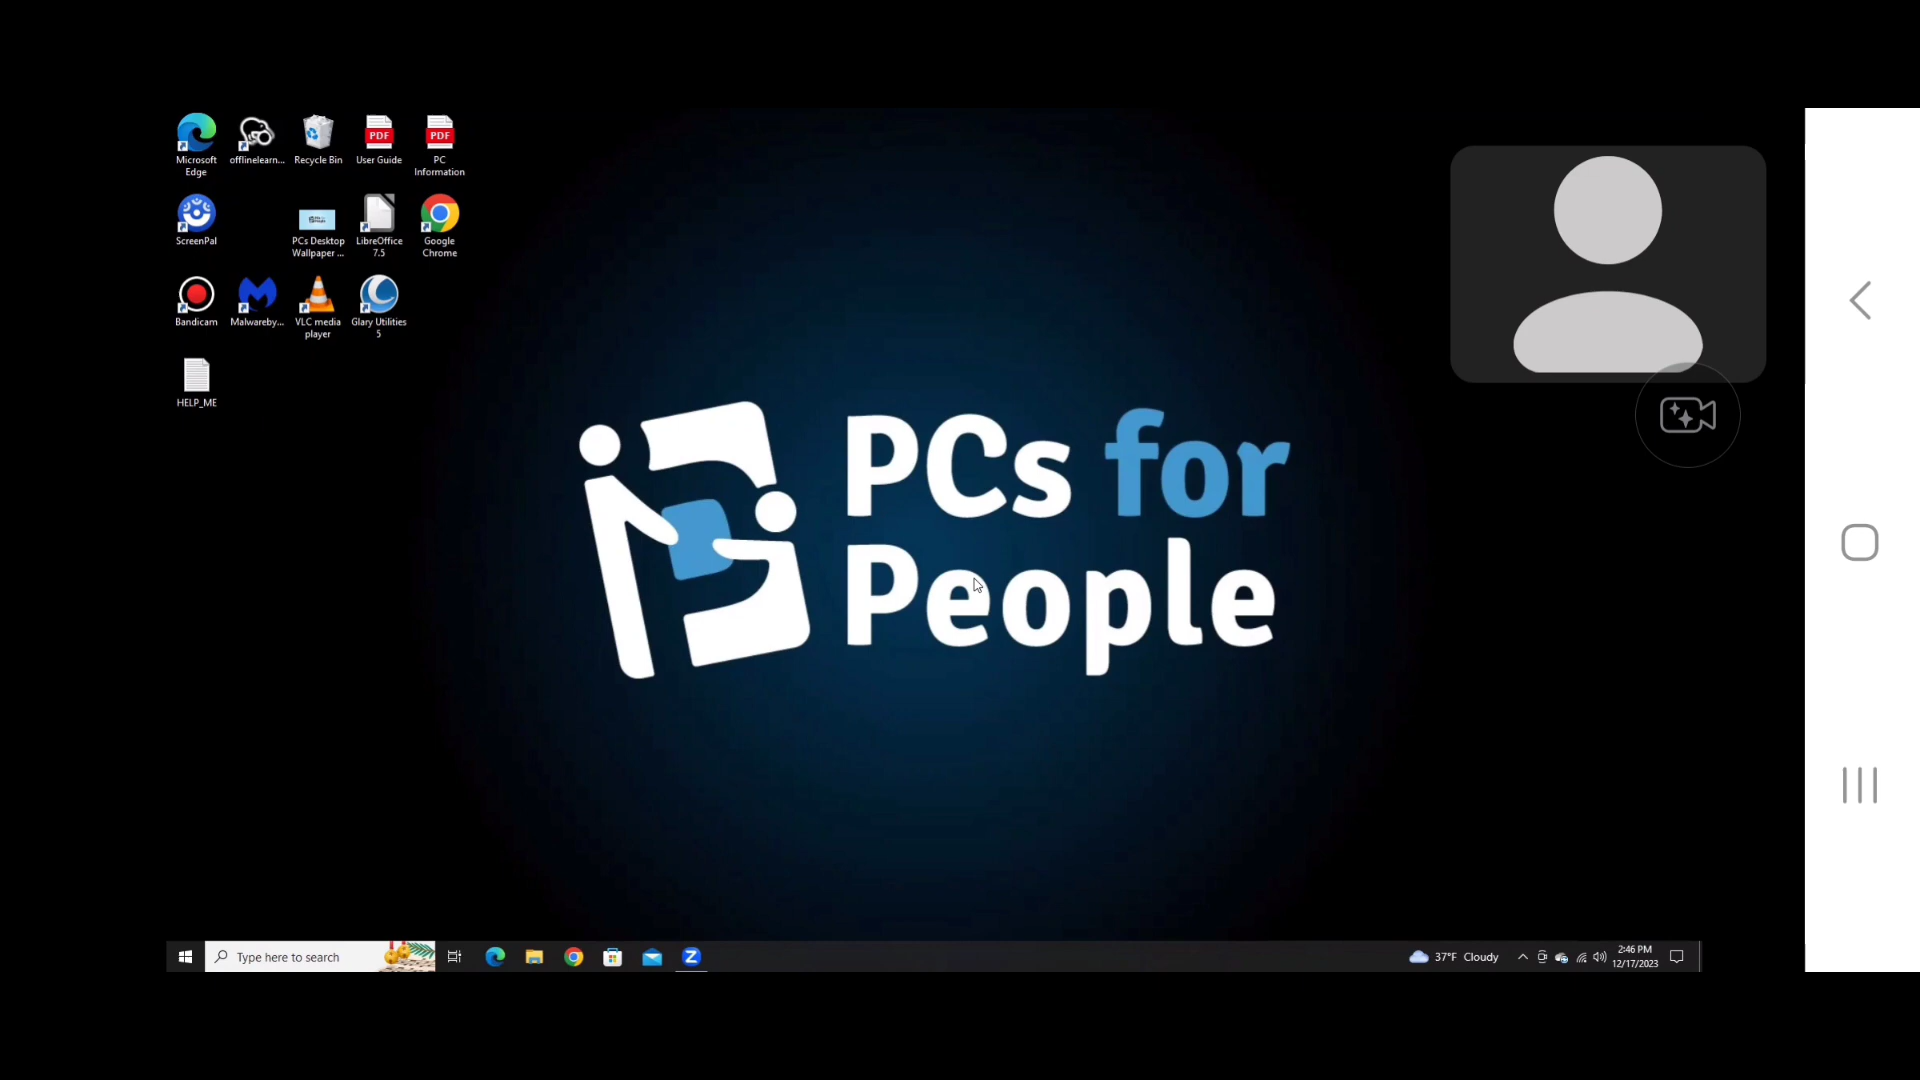 Microsoft
Edge
offlinelearn...
Recycle Bin
PDF
User Guide
PDF
PC
Information
ScreenPal
PCs Desktop
Wallpaper ...
LibreOffice
7.5
Google
Chrome
Bandicam
Malwareby...
VLC media
player
Glary Utilities
5
HELP_ME
PCs for
People
Type here to search
Z
37°F Cloudy
2:46 PM
12/17/2023